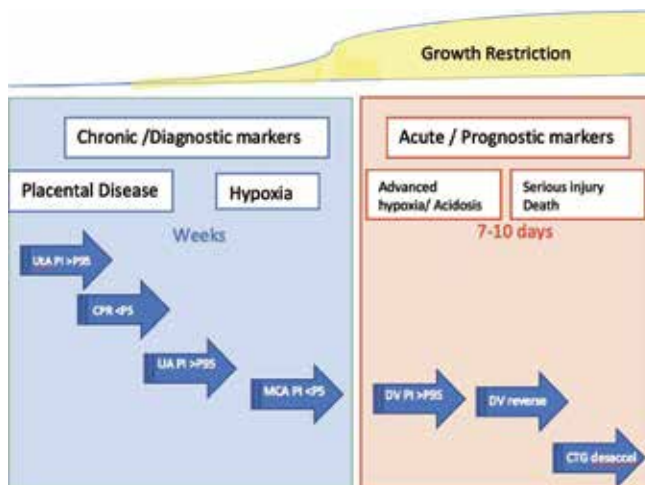 Growth Restriction
Chronic /Diagnostic markers
Acute / Prognostic markers
Placental Disease
Hypoxia
Advanced
hypoxia/ Acidosis
Serious injury
Death
Weeks
7-10 days
UtA PI >P95
CPR <P5
UA PI >P95
MCA PI <P5
DV PI >P95
DV reverse
CTG desaccel